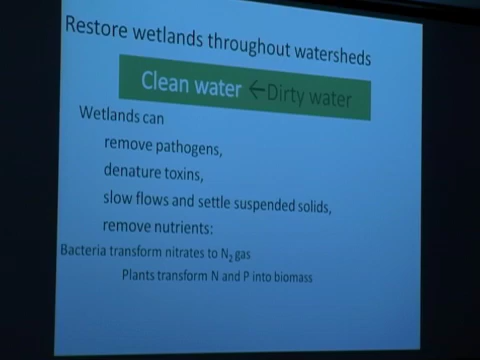 Restore wetlands throughout watersheds
Clean water ←Dirty water
Wetlands can
remove pathogens,
denature toxins,
slow flows and settle suspended solids,
remove nutrients:
Bacteria transform nitrates to N₂ gas
Plants transform N and P into biomass